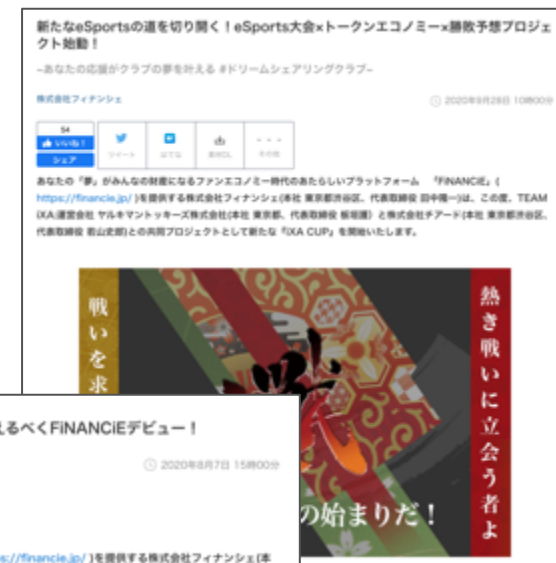 新たなeSportsの道を切り開く！eSports大会×トークンエコノミー×勝敗予想プロジェ
クト始動！
~あなたの応援がクラブの夢を叶える #ドリームシェアリングクラブ~
株式会社フィナンシェ
2020年9月28日 10時00分
54
いいね！
シェア
ツイート
はてな
素材DL
その他
あなたの「夢」がみんなの財産になるファンエコノミー時代のあたらしいプラットフォーム 「FiNANCiE」(
https://financie.jp/ )を提供する株式会社フィナンシェ(本社 東京都渋谷区、代表取締役 田中隆一)は、この度、TEAM
iXA 運営会社 ヤルキマントッキーズ株式会社(本社 東京都、代表取締役 板垣護）と株式会社チアード(本社 東京都渋谷区、
代表取締役 若山史郎)との共同プロジェクトとして新たな「iXA CUP」を開始いたします。
戦いを求
熱き戦いに立会う者よ
の始まりだ！
えるべくFiNANCiEデビュー！
2020年8月7日 15時00分
s://financie.jp/ )を提供する株式会社フィナンシェ(本